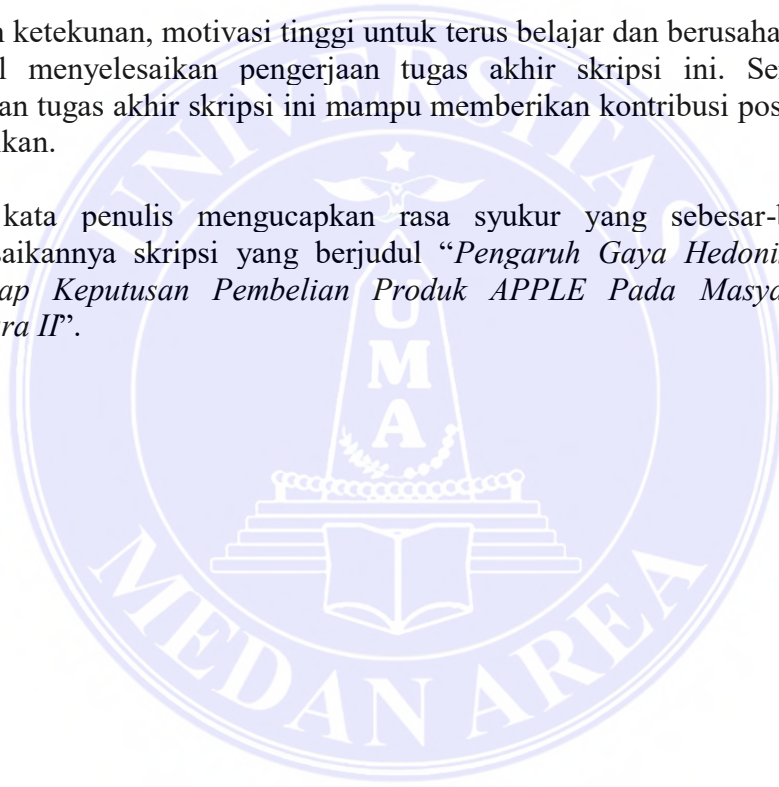 n ketekunan, motivasi tinggi untuk terus belajar dan berusaha
l menyelesaikan pengerjaan tugas akhir skripsi ini. Se
an tugas akhir skripsi ini mampu memberikan kontribusi pos
ikan.
kata penulis mengucapkan rasa syukur yang sebesar-b
saikannya skripsi yang berjudul “Pengaruh Gaya Hedoni
ap Keputusan Pembelian Produk APPLE Pada Masya
ra II”.
UNIVERSITAS
UMA
MEDAN AREA